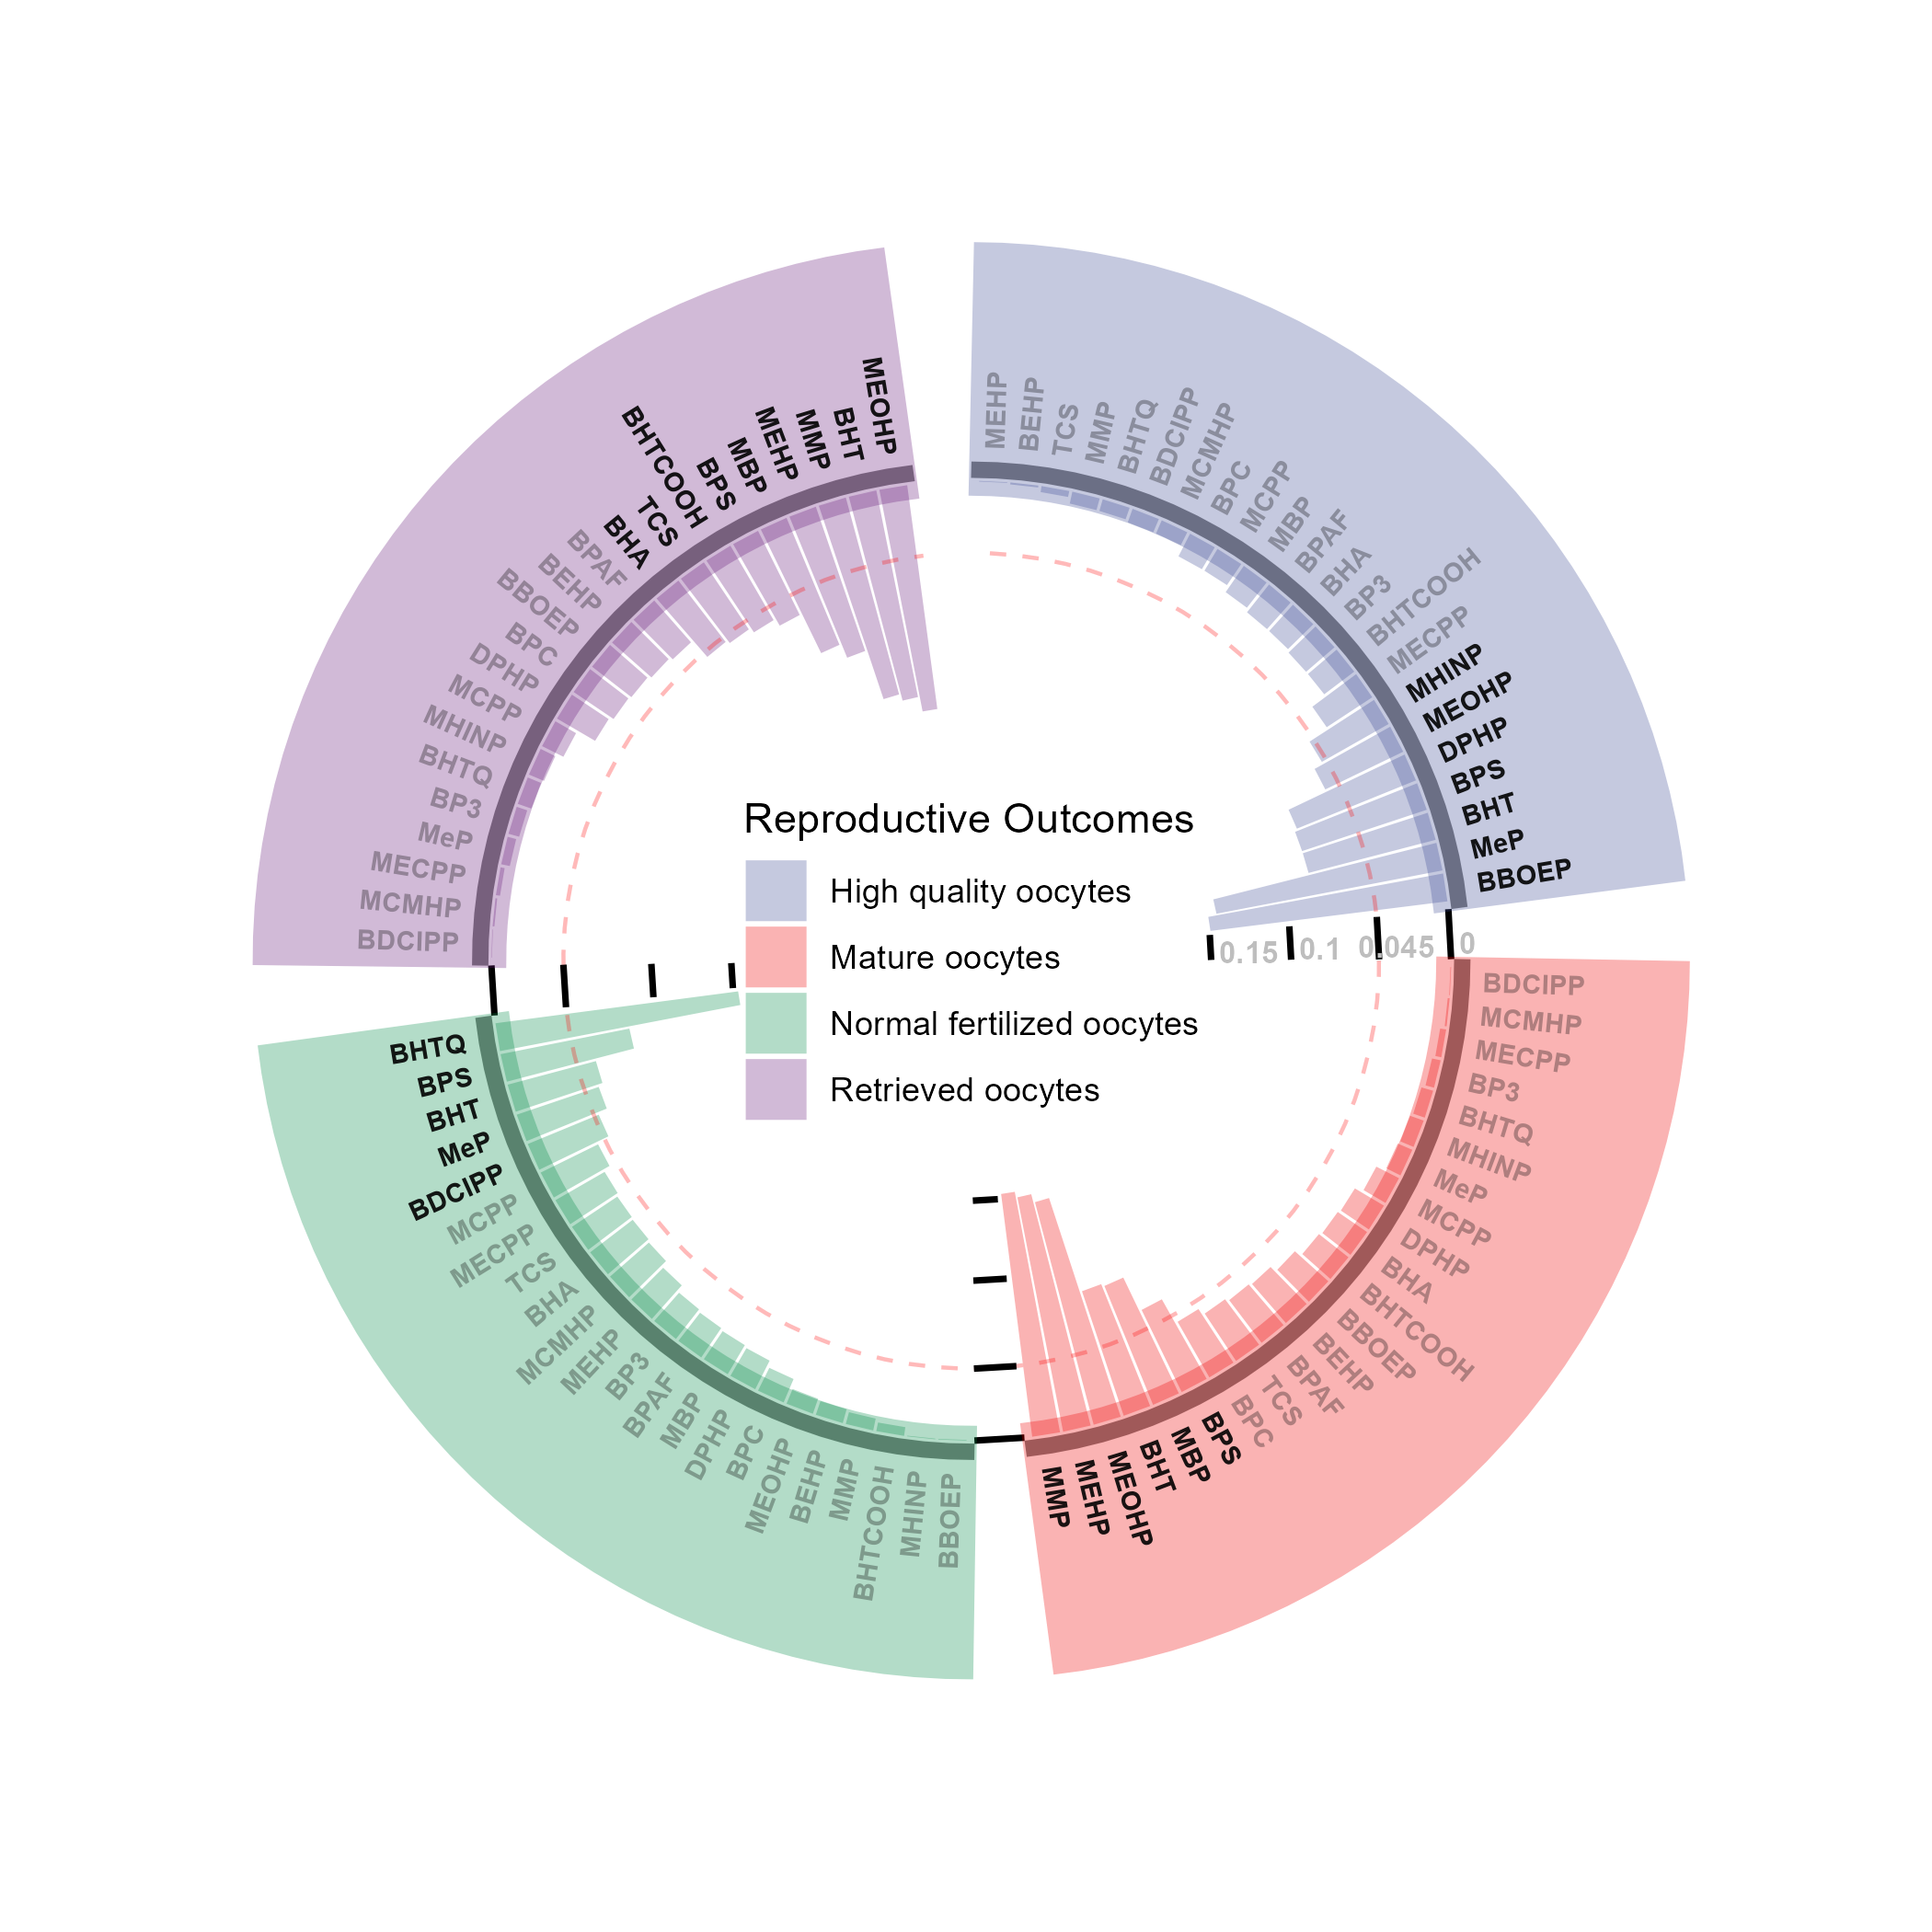 MEHP
BEHP
TCS
MMP
BHTQ
BDCIPP
MCMHP
BPC
MCPP
MBP
BPAF
BHA
BP3
BHTCOOH
MECPP
MHINP
MEOHP
DPHP
BPS
BHT
MeP
BBOEP
0.15 0.1 0.045 0
BDCIPP
MCMHP
MECPP
BP3
BHTQ
MHINP
MeP
MCPP
DPHP
BHA
BHTCOOH
BBOEP
BEHP
BPAF
TCS
BPC
BPS
MBP
BHT
MEOHP
MEHP
MMP
BBOEP
MHINP
BHTCOOH
MMP
BEHP
MEOHP
BPC
DPHP
MBP
BPAF
BP3
MEHP
MCMHP
BHA
TCS
MECPP
MCPP
BDCIPP
MeP
BHT
BPS
BHTQ
BDCIPP
MCMHP
MECPP
MeP
BP3
BHTQ
MHINP
MCPP
DPHP
BPC
BBOEP
BEHP
BPAF
BHA
TCS
BHTCOOH
BPS
MBP
MEHP
MMP
BHT
MEOHP
Reproductive Outcomes
High quality oocytes
Mature oocytes
Normal fertilized oocytes
Retrieved oocytes